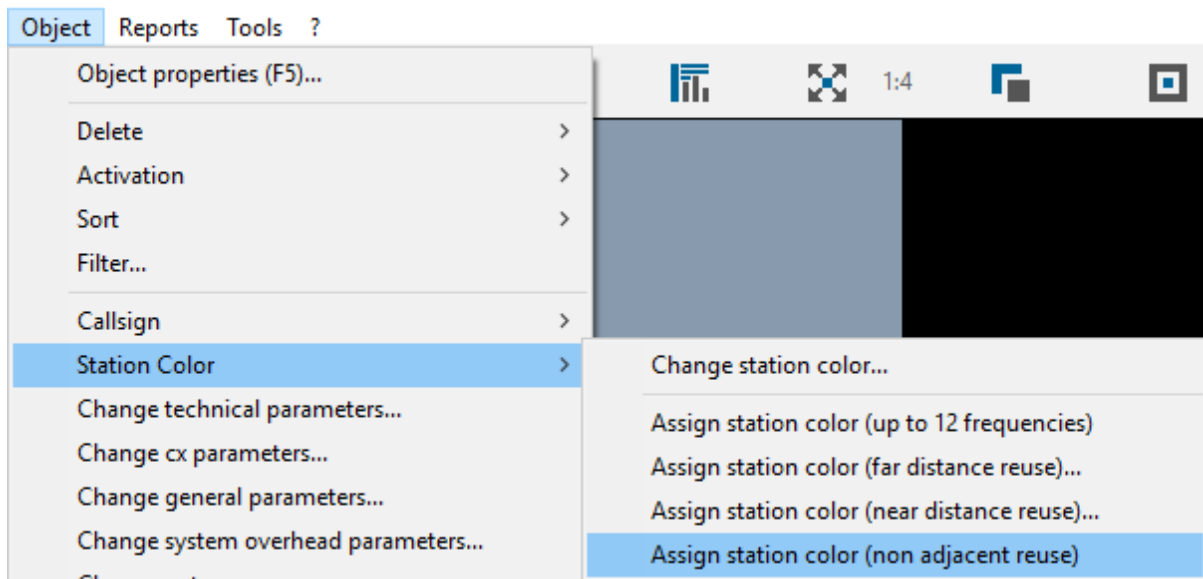 Object Reports Tools ?
Object properties (F5)...
1:4
Delete
Activation
Sort
Filter...
Callsign
Station Color
Change station color...
Change technical parameters...
Assign station color (up to 12 frequencies)
Change cx parameters...
Assign station color (far distance reuse)...
Change general parameters...
Assign station color (near distance reuse)...
Change system overhead parameters...
Assign station color (non adjacent reuse)